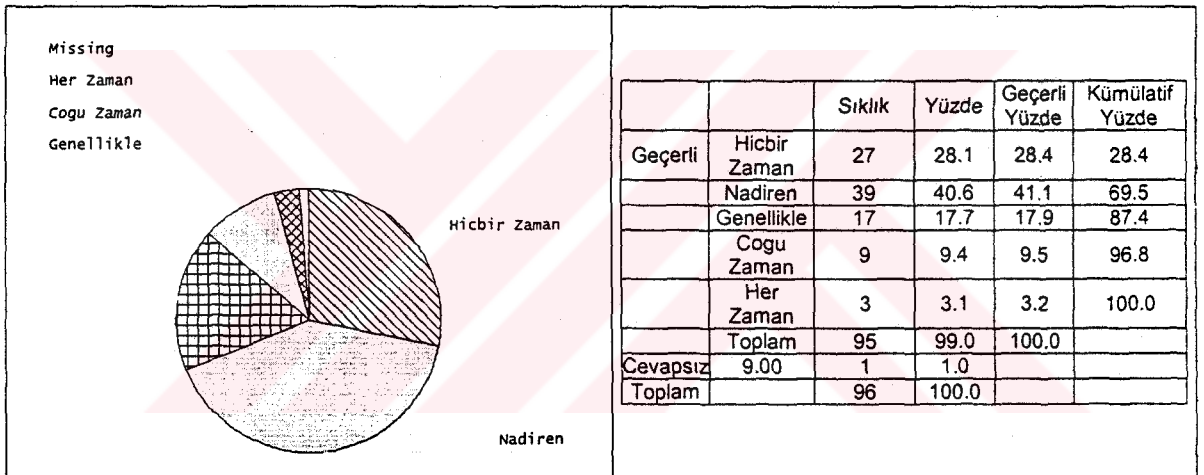 Missing
Her Zaman
Cogu Zaman
Genellikle
Hicbir Zaman
Nadiren
Sıklık Yüzde Geçerli Yüzde Kümülatif Yüzde
Geçerli Hicbir Zaman 27 28.1 28.4 28.4
Nadiren 39 40.6 41.1 69.5
Genellikle 17 17.7 17.9 87.4
Cogu Zaman 9 9.4 9.5 96.8
Her Zaman 3 3.1 3.2 100.0
Toplam 95 99.0 100.0
Cevapsız 9.00 1 1.0
Toplam 96 100.0